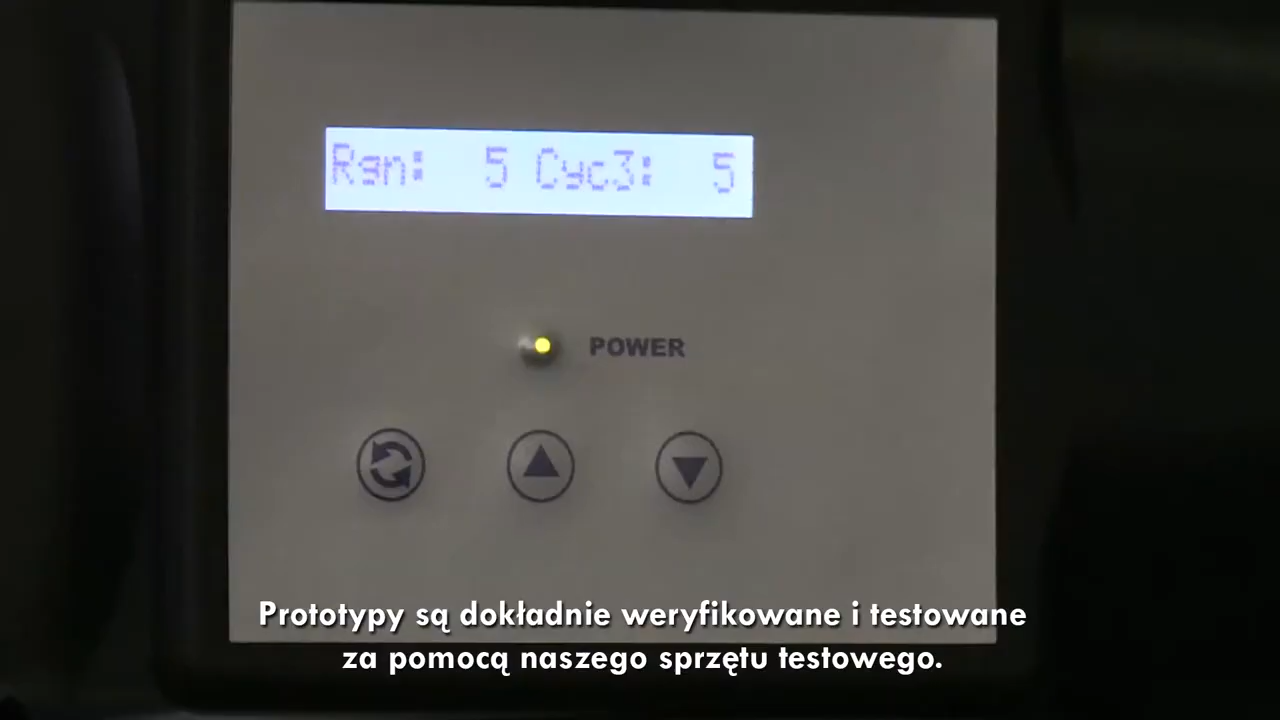 Rgn: 5 Cyc3: 5
POWER
Prototypy są dokładnie weryfikowane i testowane
za pomocą naszego sprzętu testowego.